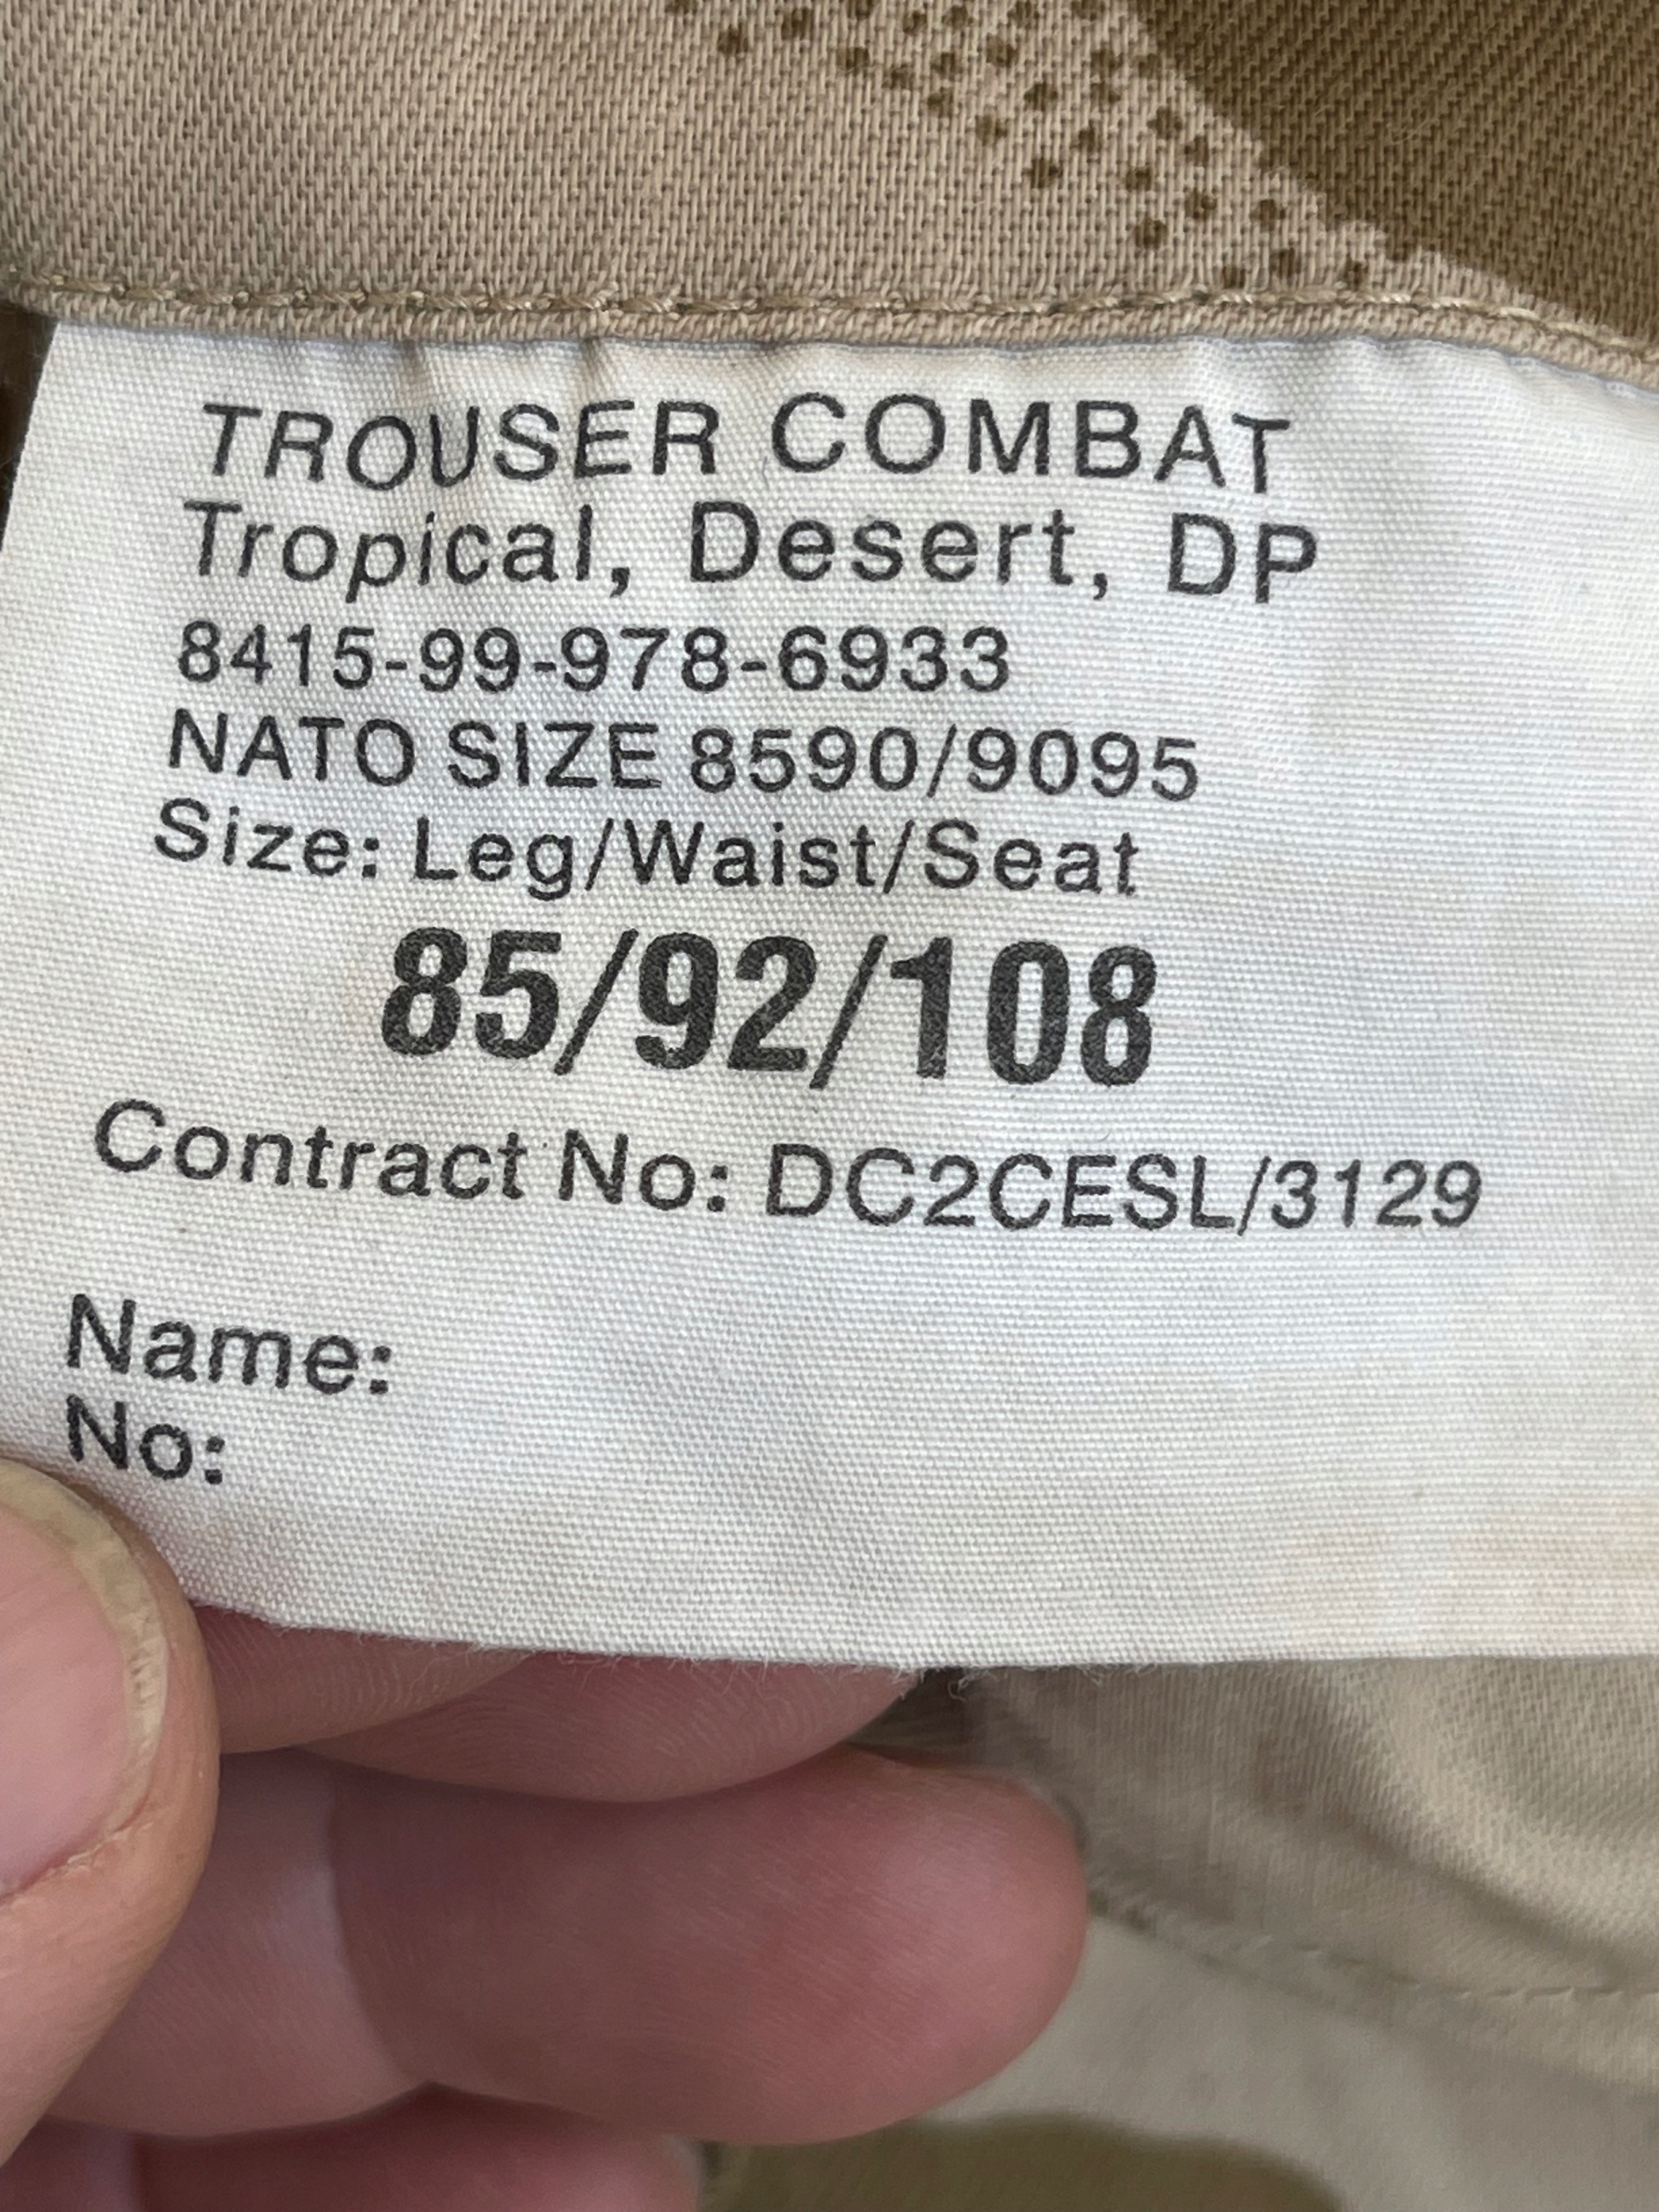 TROUSER COMBAT
Tropical, Desert, DP
8415-99-978-6933
NATO SIZE 8590/9095
Size: Leg/Waist/Seat
85/92/108
Contract No: DC2CESL/3129
Name:
No: